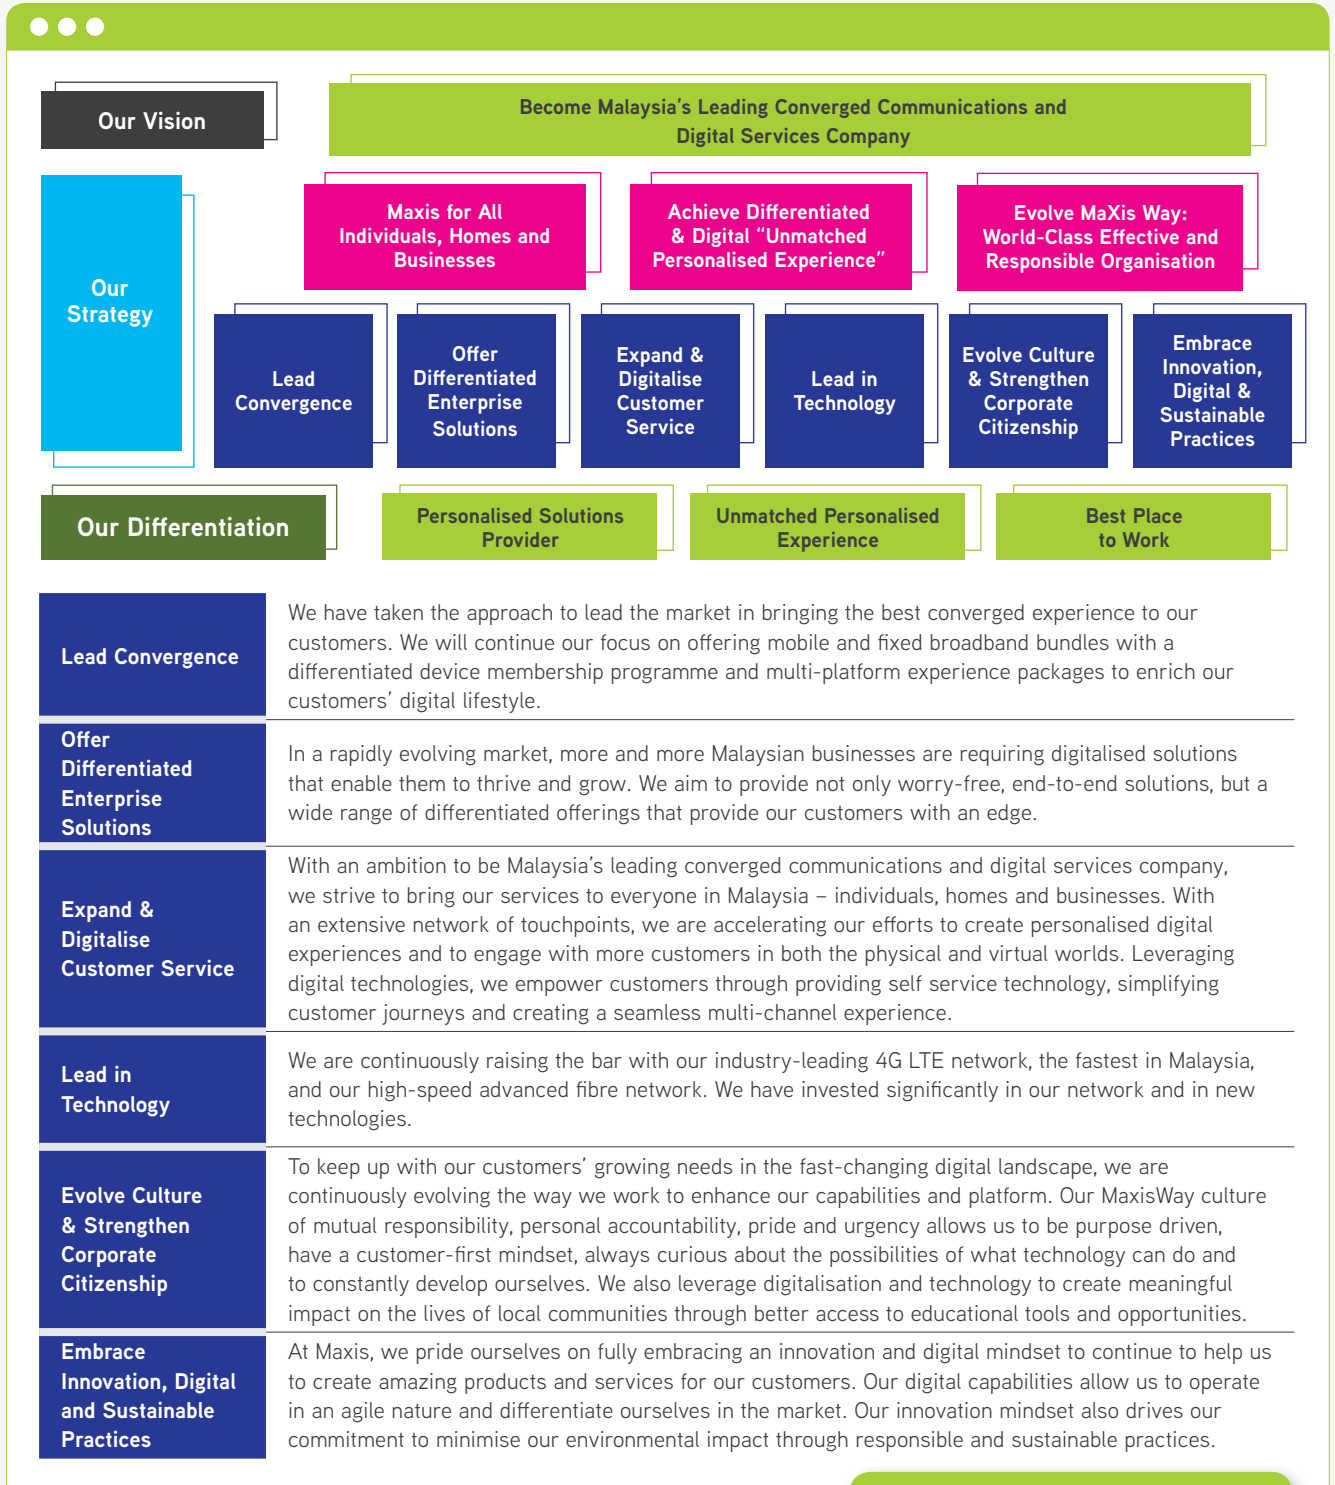 Our Vision
Become Malaysia's Leading Converged Communications and
Digital Services Company
Our
Strategy
Maxis for All
Individuals, Homes and
Businesses
Achieve Differentiated
& Digital “Unmatched
Personalised Experience”
Evolve MaXis Way:
World-Class Effective and
Responsible Organisation
Lead
Convergence
Offer
Differentiated
Enterprise
Solutions
Expand &
Digitalise
Customer
Service
Lead in
Technology
Evolve Culture
& Strengthen
Corporate
Citizenship
Embrace
Innovation,
Digital &
Sustainable
Practices
Our Differentiation
Personalised Solutions
Provider
Unmatched Personalised
Experience
Best Place
to Work
Lead Convergence
We have taken the approach to lead the market in bringing the best converged experience to our
customers. We will continue our focus on offering mobile and fixed broadband bundles with a
differentiated device membership programme and multi-platform experience packages to enrich our
customers' digital lifestyle.
Offer
Differentiated
Enterprise
Solutions
In a rapidly evolving market, more and more Malaysian businesses are requiring digitalised solutions
that enable them to thrive and grow. We aim to provide not only worry-free, end-to-end solutions, but a
wide range of differentiated offerings that provide our customers with an edge.
Expand &
Digitalise
Customer Service
With an ambition to be Malaysia's leading converged communications and digital services company,
we strive to bring our services to everyone in Malaysia – individuals, homes and businesses. With
an extensive network of touchpoints, we are accelerating our efforts to create personalised digital
experiences and to engage with more customers in both the physical and virtual worlds. Leveraging
digital technologies, we empower customers through providing self service technology, simplifying
customer journeys and creating a seamless multi-channel experience.
Lead in
Technology
We are continuously raising the bar with our industry-leading 4G LTE network, the fastest in Malaysia,
and our high-speed advanced fibre network. We have invested significantly in our network and in new
technologies.
Evolve Culture
& Strengthen
Corporate
Citizenship
To keep up with our customers' growing needs in the fast-changing digital landscape, we are
continuously evolving the way we work to enhance our capabilities and platform. Our MaxisWay culture
of mutual responsibility, personal accountability, pride and urgency allows us to be purpose driven,
have a customer-first mindset, always curious about the possibilities of what technology can do and
to constantly develop ourselves. We also leverage digitalisation and technology to create meaningful
impact on the lives of local communities through better access to educational tools and opportunities.
Embrace
Innovation, Digital
and Sustainable
Practices
At Maxis, we pride ourselves on fully embracing an innovation and digital mindset to continue to help us
to create amazing products and services for our customers. Our digital capabilities allow us to operate
in an agile nature and differentiate ourselves in the market. Our innovation mindset also drives our
commitment to minimise our environmental impact through responsible and sustainable practices.